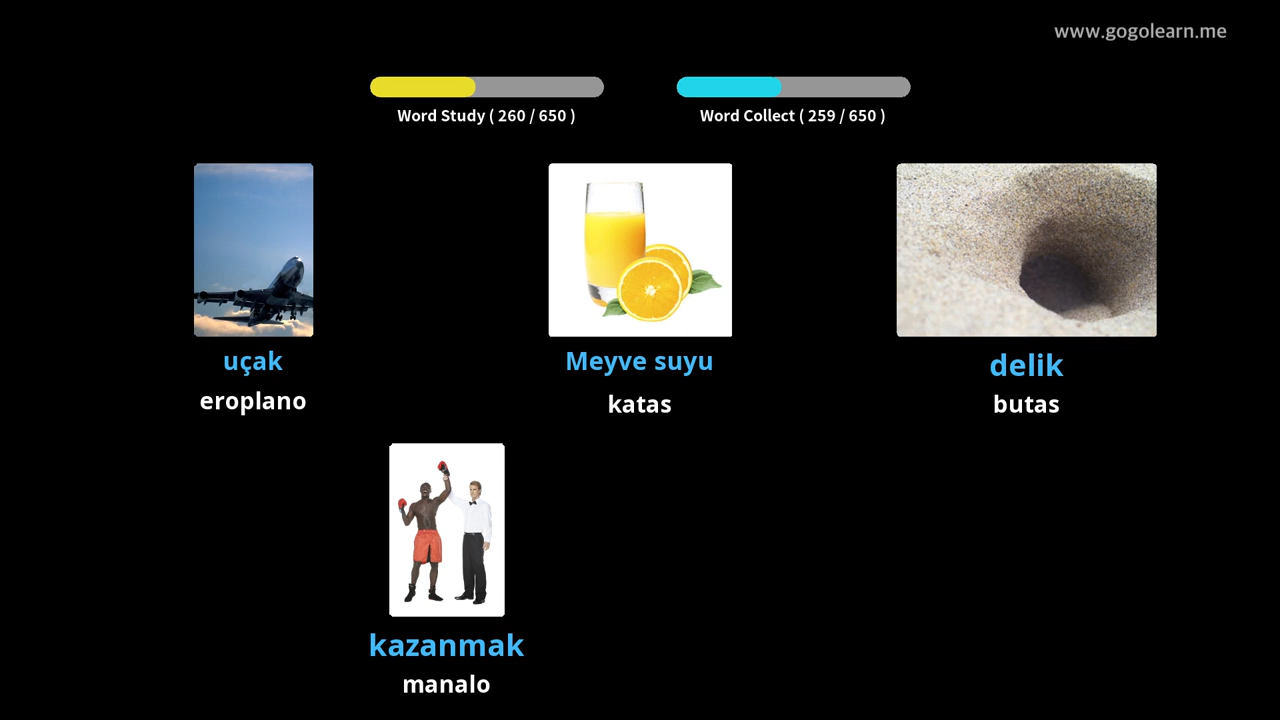 www.gogolearn.me
Word Study ( 260 / 650 )
Word Collect ( 259 / 650 )
uçak
eroplano
Meyve suyu
katas
delik
butas
kazanmak
manalo